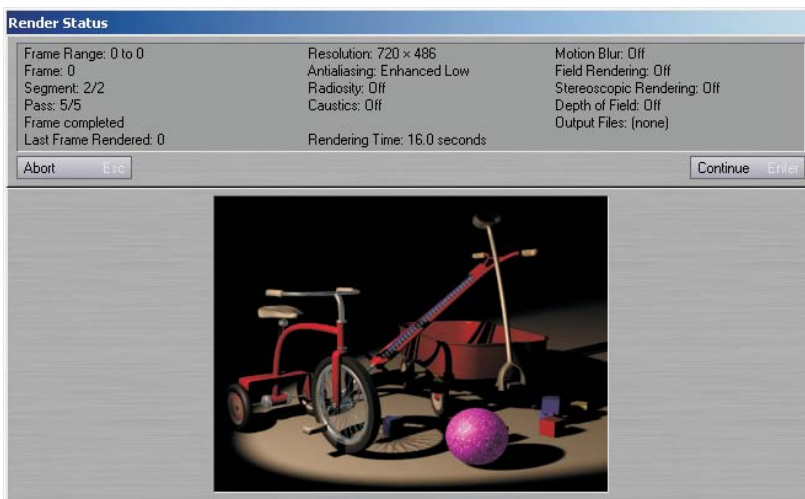 Render Status
Frame Range: 0 to 0
Frame: 0
Segment: 2/2
Pass: 5/5
Frame completed
Last Frame Rendered: 0
Resolution: 720 × 486
Antialiasing: Enhanced Low
Radiosity: Off
Caustics: Off
Rendering Time: 16.0 seconds
Motion Blur: Off
Field Rendering: Off
Stereoscopic Rendering: Off
Depth of Field: Off
Output Files: (none)
Abort Esc
Continue Enter